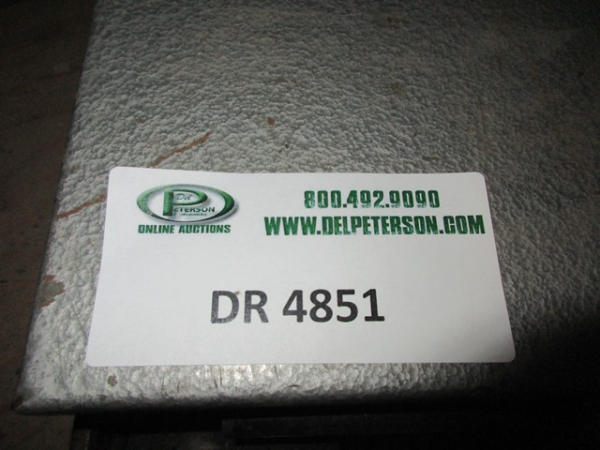 Del
PETERSON
ONLINE AUCTIONS
800.492.9090
WWW.DELPETERSON.COM
DR 4851